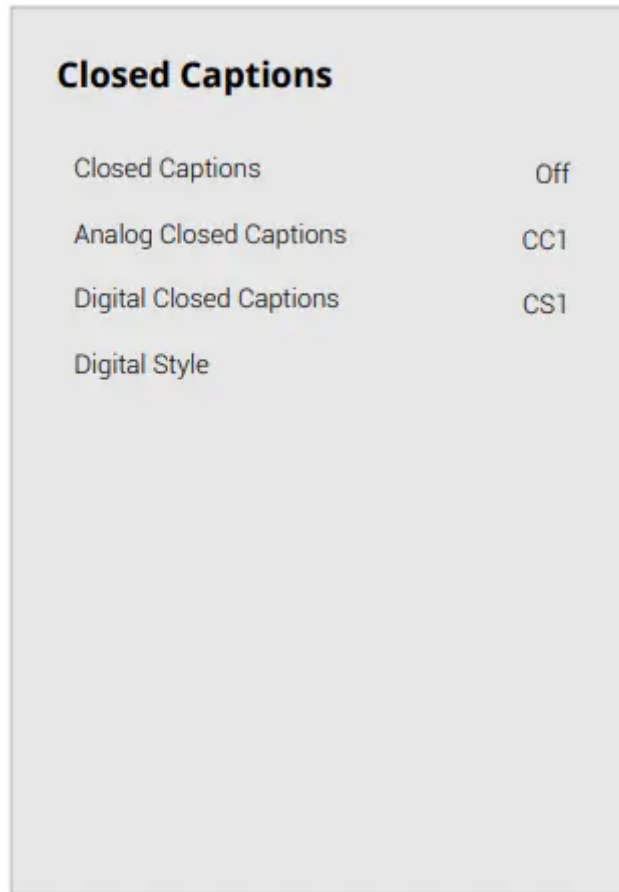 Closed Captions
Closed Captions Off
Analog Closed Captions CC1
Digital Closed Captions CS1
Digital Style